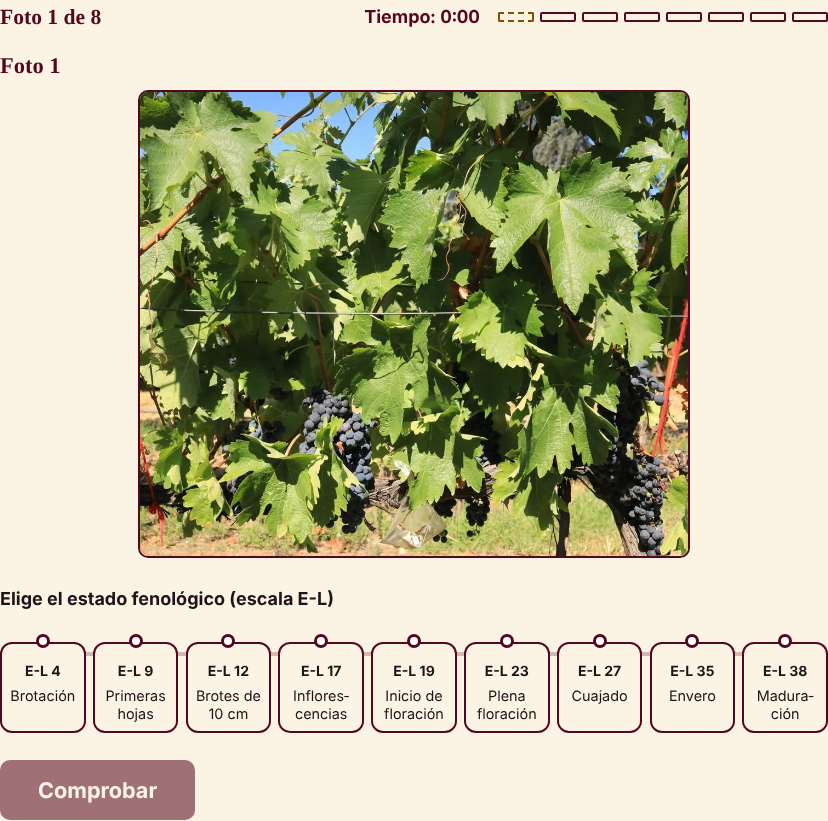 Foto 1 de 8
Tiempo: 0:00
Foto 1
Elige el estado fenológico (escala E-L)
E-L 4
Brotación
E-L 9
Primeras
hojas
E-L 12
Brotes de
10 cm
E-L 17
Inflores-
cencias
E-L 19
Inicio de
floración
E-L 23
Plena
floración
E-L 27
Cuajado
E-L 35
Envero
E-L 38
Madura-
ción
Comprobar